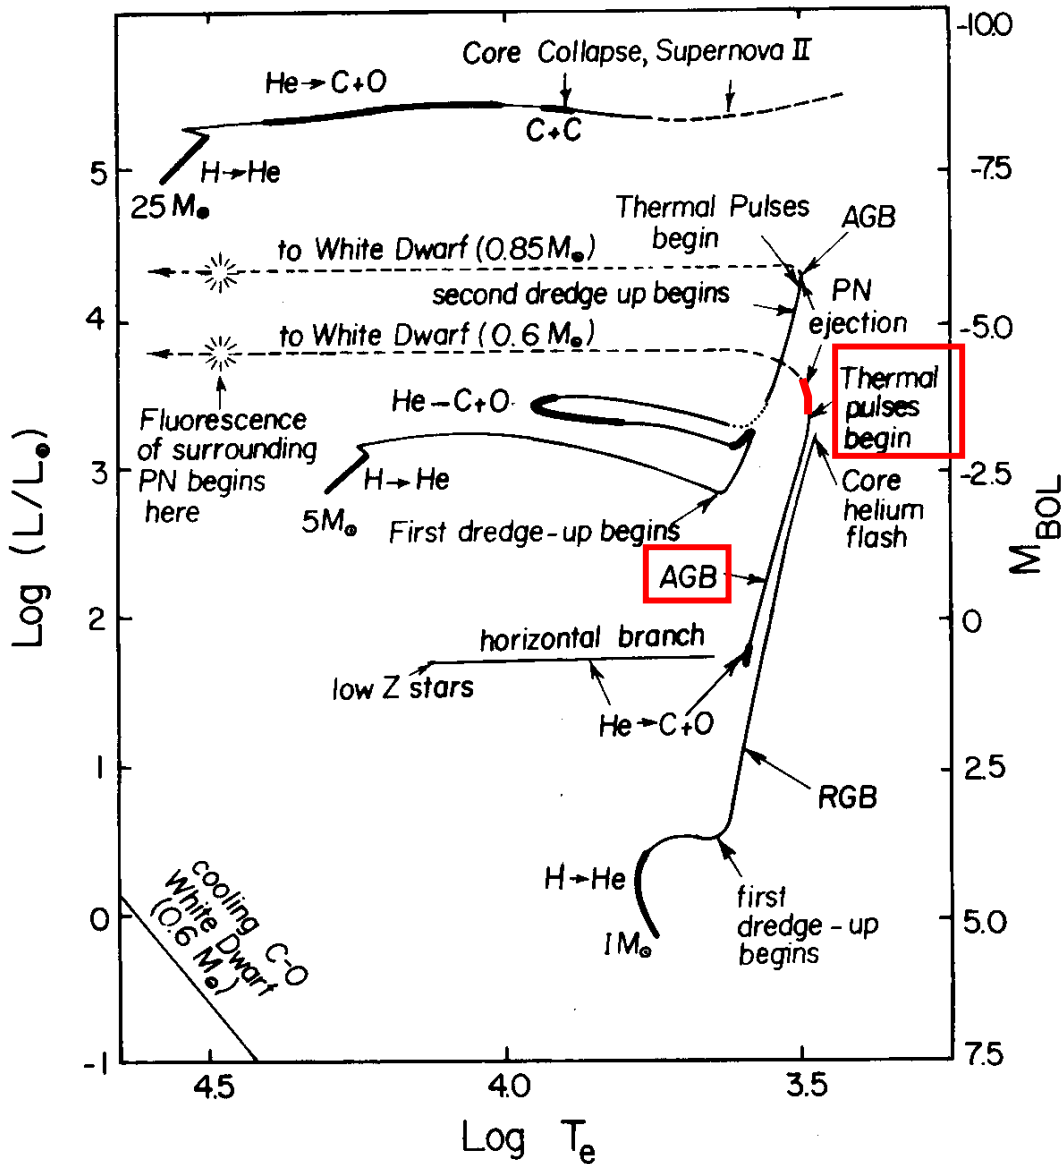 -10.0
Core Collapse, Supernova II
He→C+O
C+C
H→He
5
-7.5
25 M⊙
Thermal Pulses
begin
AGB
to White Dwarf (0.85 M⊙)
second dredge up begins
PN
ejection
4
-5.0
to White Dwarf (0.6 M⊙)
Thermal
pulses
begin
He–C+O
Fluorescence
of surrounding
PN begins
here
3
-2.5
H→He
5M⊙
First dredge-up begins
Core
helium
flash
AGB
2
0
horizontal branch
low Z stars
He→C+O
1
2.5
RGB
H→He
first
dredge-up
begins
1 M⊙
0
5.0
cooling C-O
White Dwarf
(0.6 M⊙)
-1
7.5
4.5
4.0
3.5
Log Te
Log (L/L⊙)
MBOL